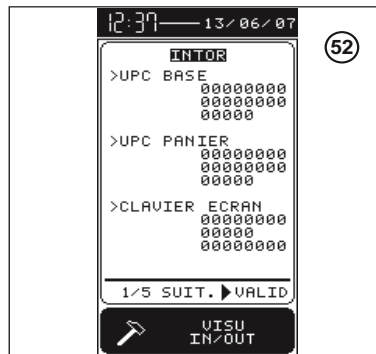 12:37 13/06/07
52
INTOR
>UPC BASE
00000000
00000000
00000
>UPC PANIER
00000000
00000000
00000
>CLAVIER ECRAN
00000000
00000
00000000
1/5 SUIT.▶VALID
VISU
IN/OUT